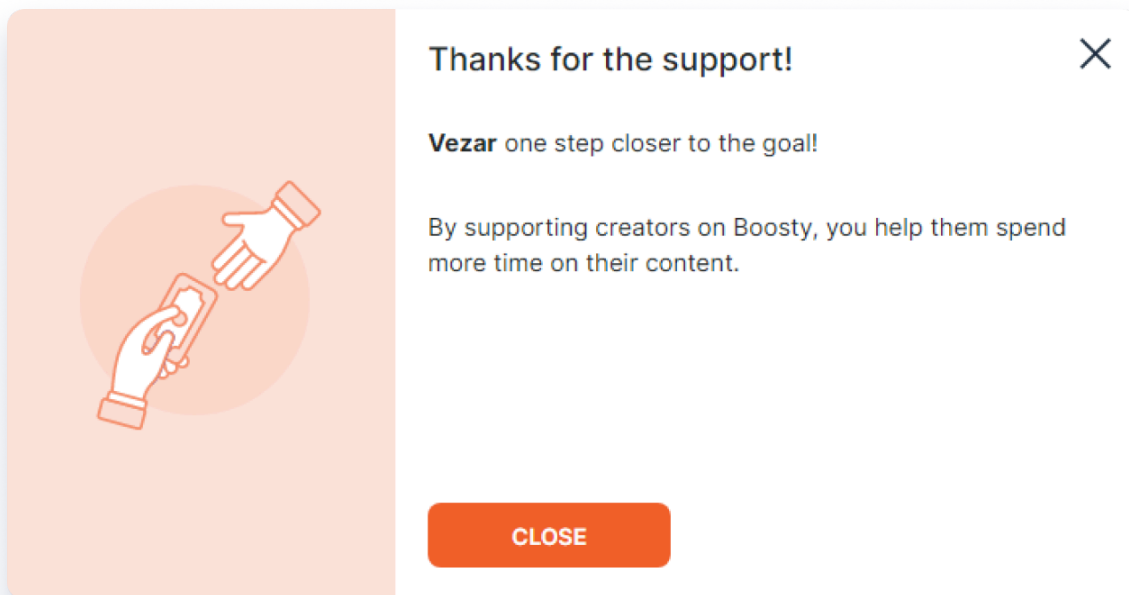 Thanks for the support!
Vezar one step closer to the goal!
By supporting creators on Boosty, you help them spend
more time on their content.
CLOSE